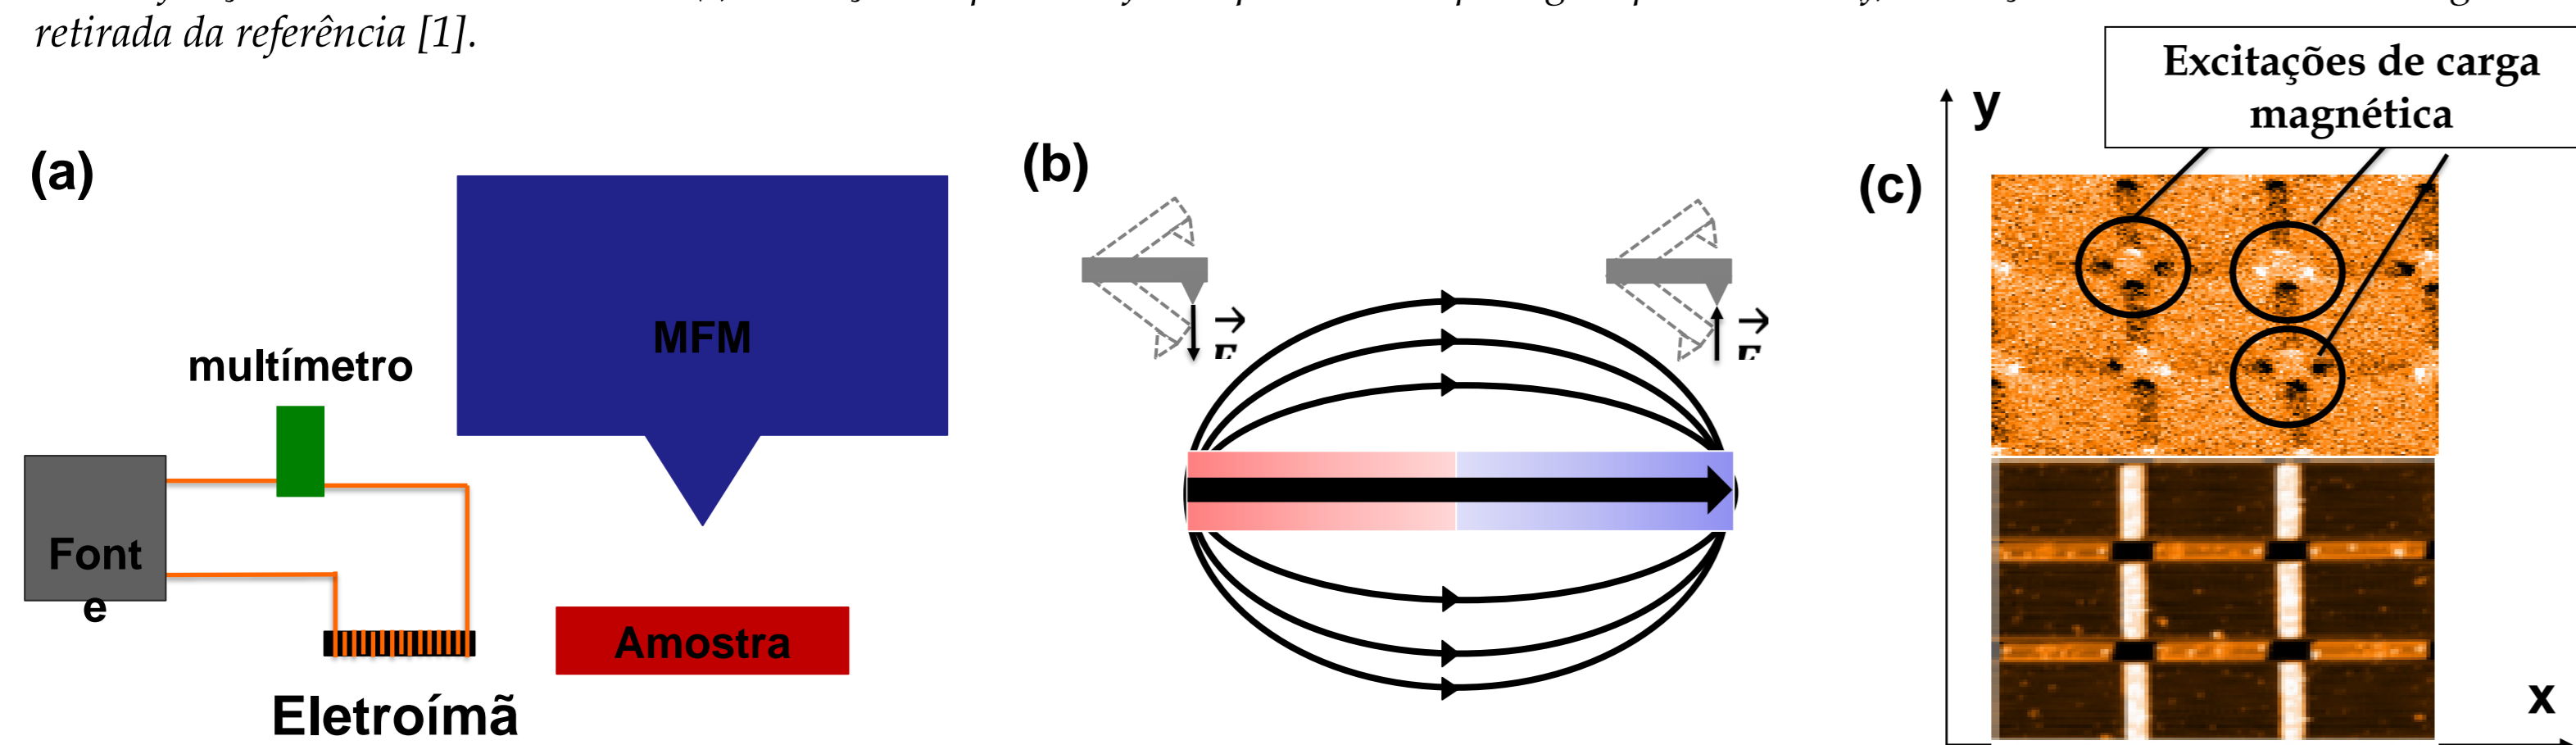 retirada da referência [1].
Excitações de carga
magnética
y
(a)
(b)
(c)
MFM
multímetro
Font
e
Amostra
Eletroímã
x